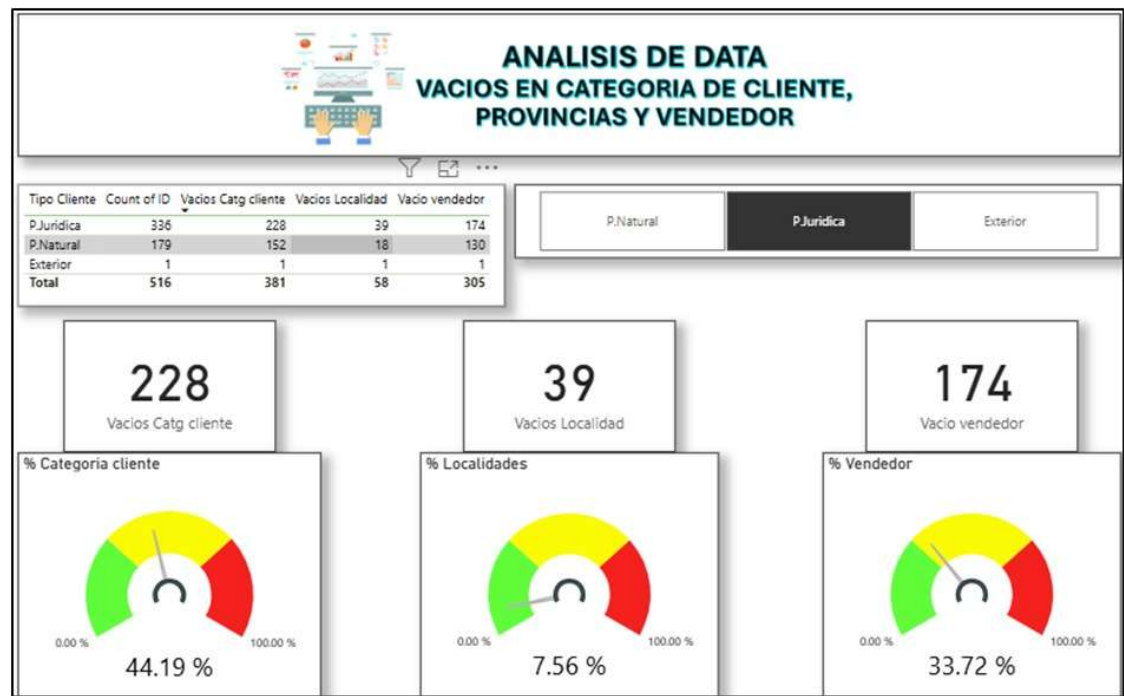 ANALISIS DE DATA
VACIOS EN CATEGORIA DE CLIENTE,
PROVINCIAS Y VENDEDOR
Tipo Cliente Count of ID Vacios Catg cliente Vacios Localidad Vacio vendedor
P.Juridica 336 228 39 174
P.Natural 179 152 18 130
Exterior 1 1 1 1
Total 516 381 58 305
P.Natural P.Juridica Exterior
228 39 174
Vacios Catg cliente Vacios Localidad Vacio vendedor
% Categoria cliente % Localidades % Vendedor
0.00 % 100.00 % 0.00 % 100.00 % 0.00 % 100.00 %
44.19 % 7.56 % 33.72 %